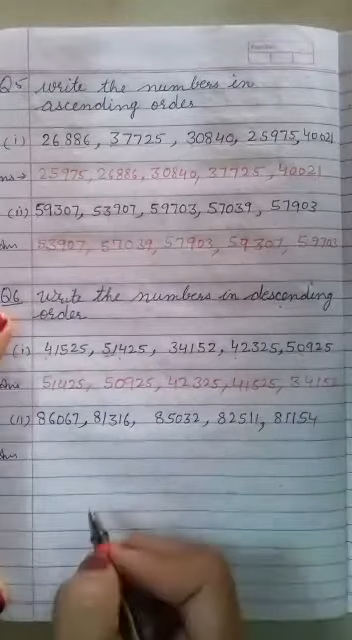 Q5 Write the numbers in
ascending order
(i) 26886, 37725, 30840, 25975, 40021
Ans → 25975, 26886, 30840, 37725, 40021
(ii) 59307, 53907, 59703, 57039, 57903
Ans 53907, 57039, 57903, 59307, 59703
Q6 Write the numbers in descending
order
(i) 41525, 51425, 34152, 42325, 50925
Ans 51425, 50925, 42325, 41525, 34152
(ii) 86067, 81316, 85032, 82511, 81154
Ans